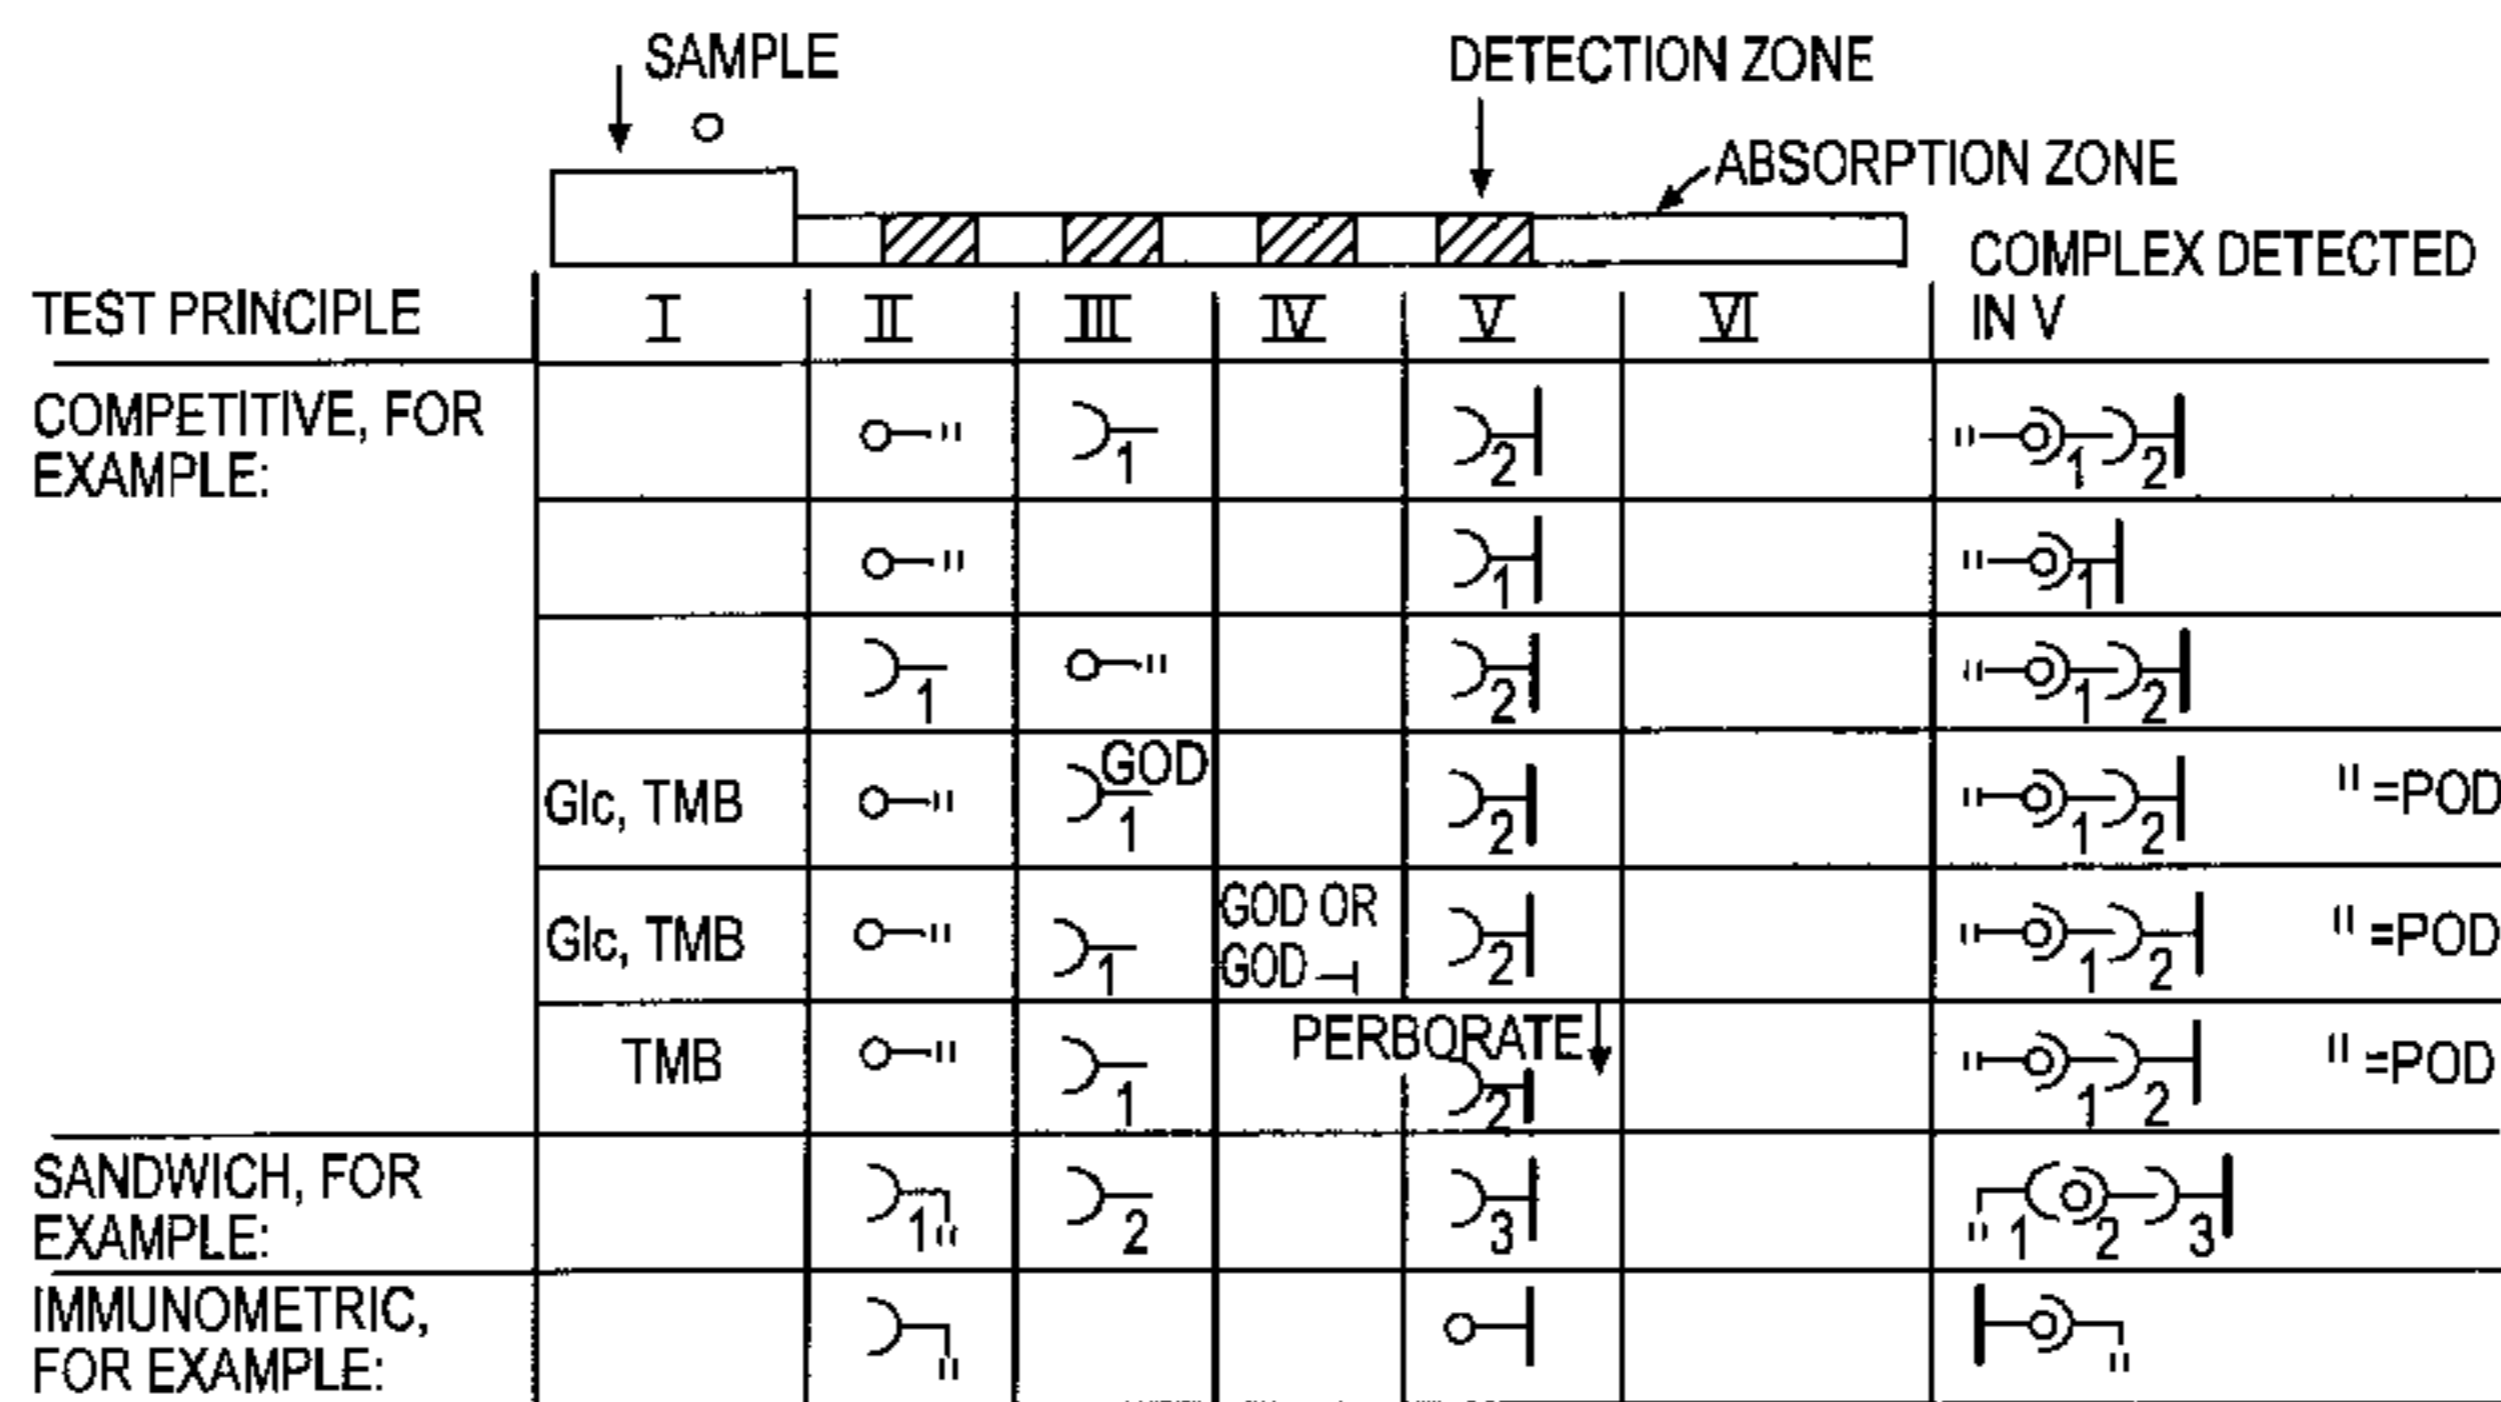 SAMPLE
DETECTION ZONE
ABSORPTION ZONE
COMPLEX DETECTED
IN V
TEST PRINCIPLE
I II III IV V VI
COMPETITIVE, FOR
EXAMPLE:
" 1 2 " 1 2
" 1 " 1
1 " 2 " 1 2
Glc, TMB " GOD 1 2 " 1 2 " =POD
Glc, TMB " 1 GOD OR
GOD 2 " 1 2 " =POD
TMB " 1 PERBORATE 2 " 1 2 " =POD
SANDWICH, FOR
EXAMPLE:
1 " 2 3 " 1 2 3
IMMUNOMETRIC,
FOR EXAMPLE:
" "